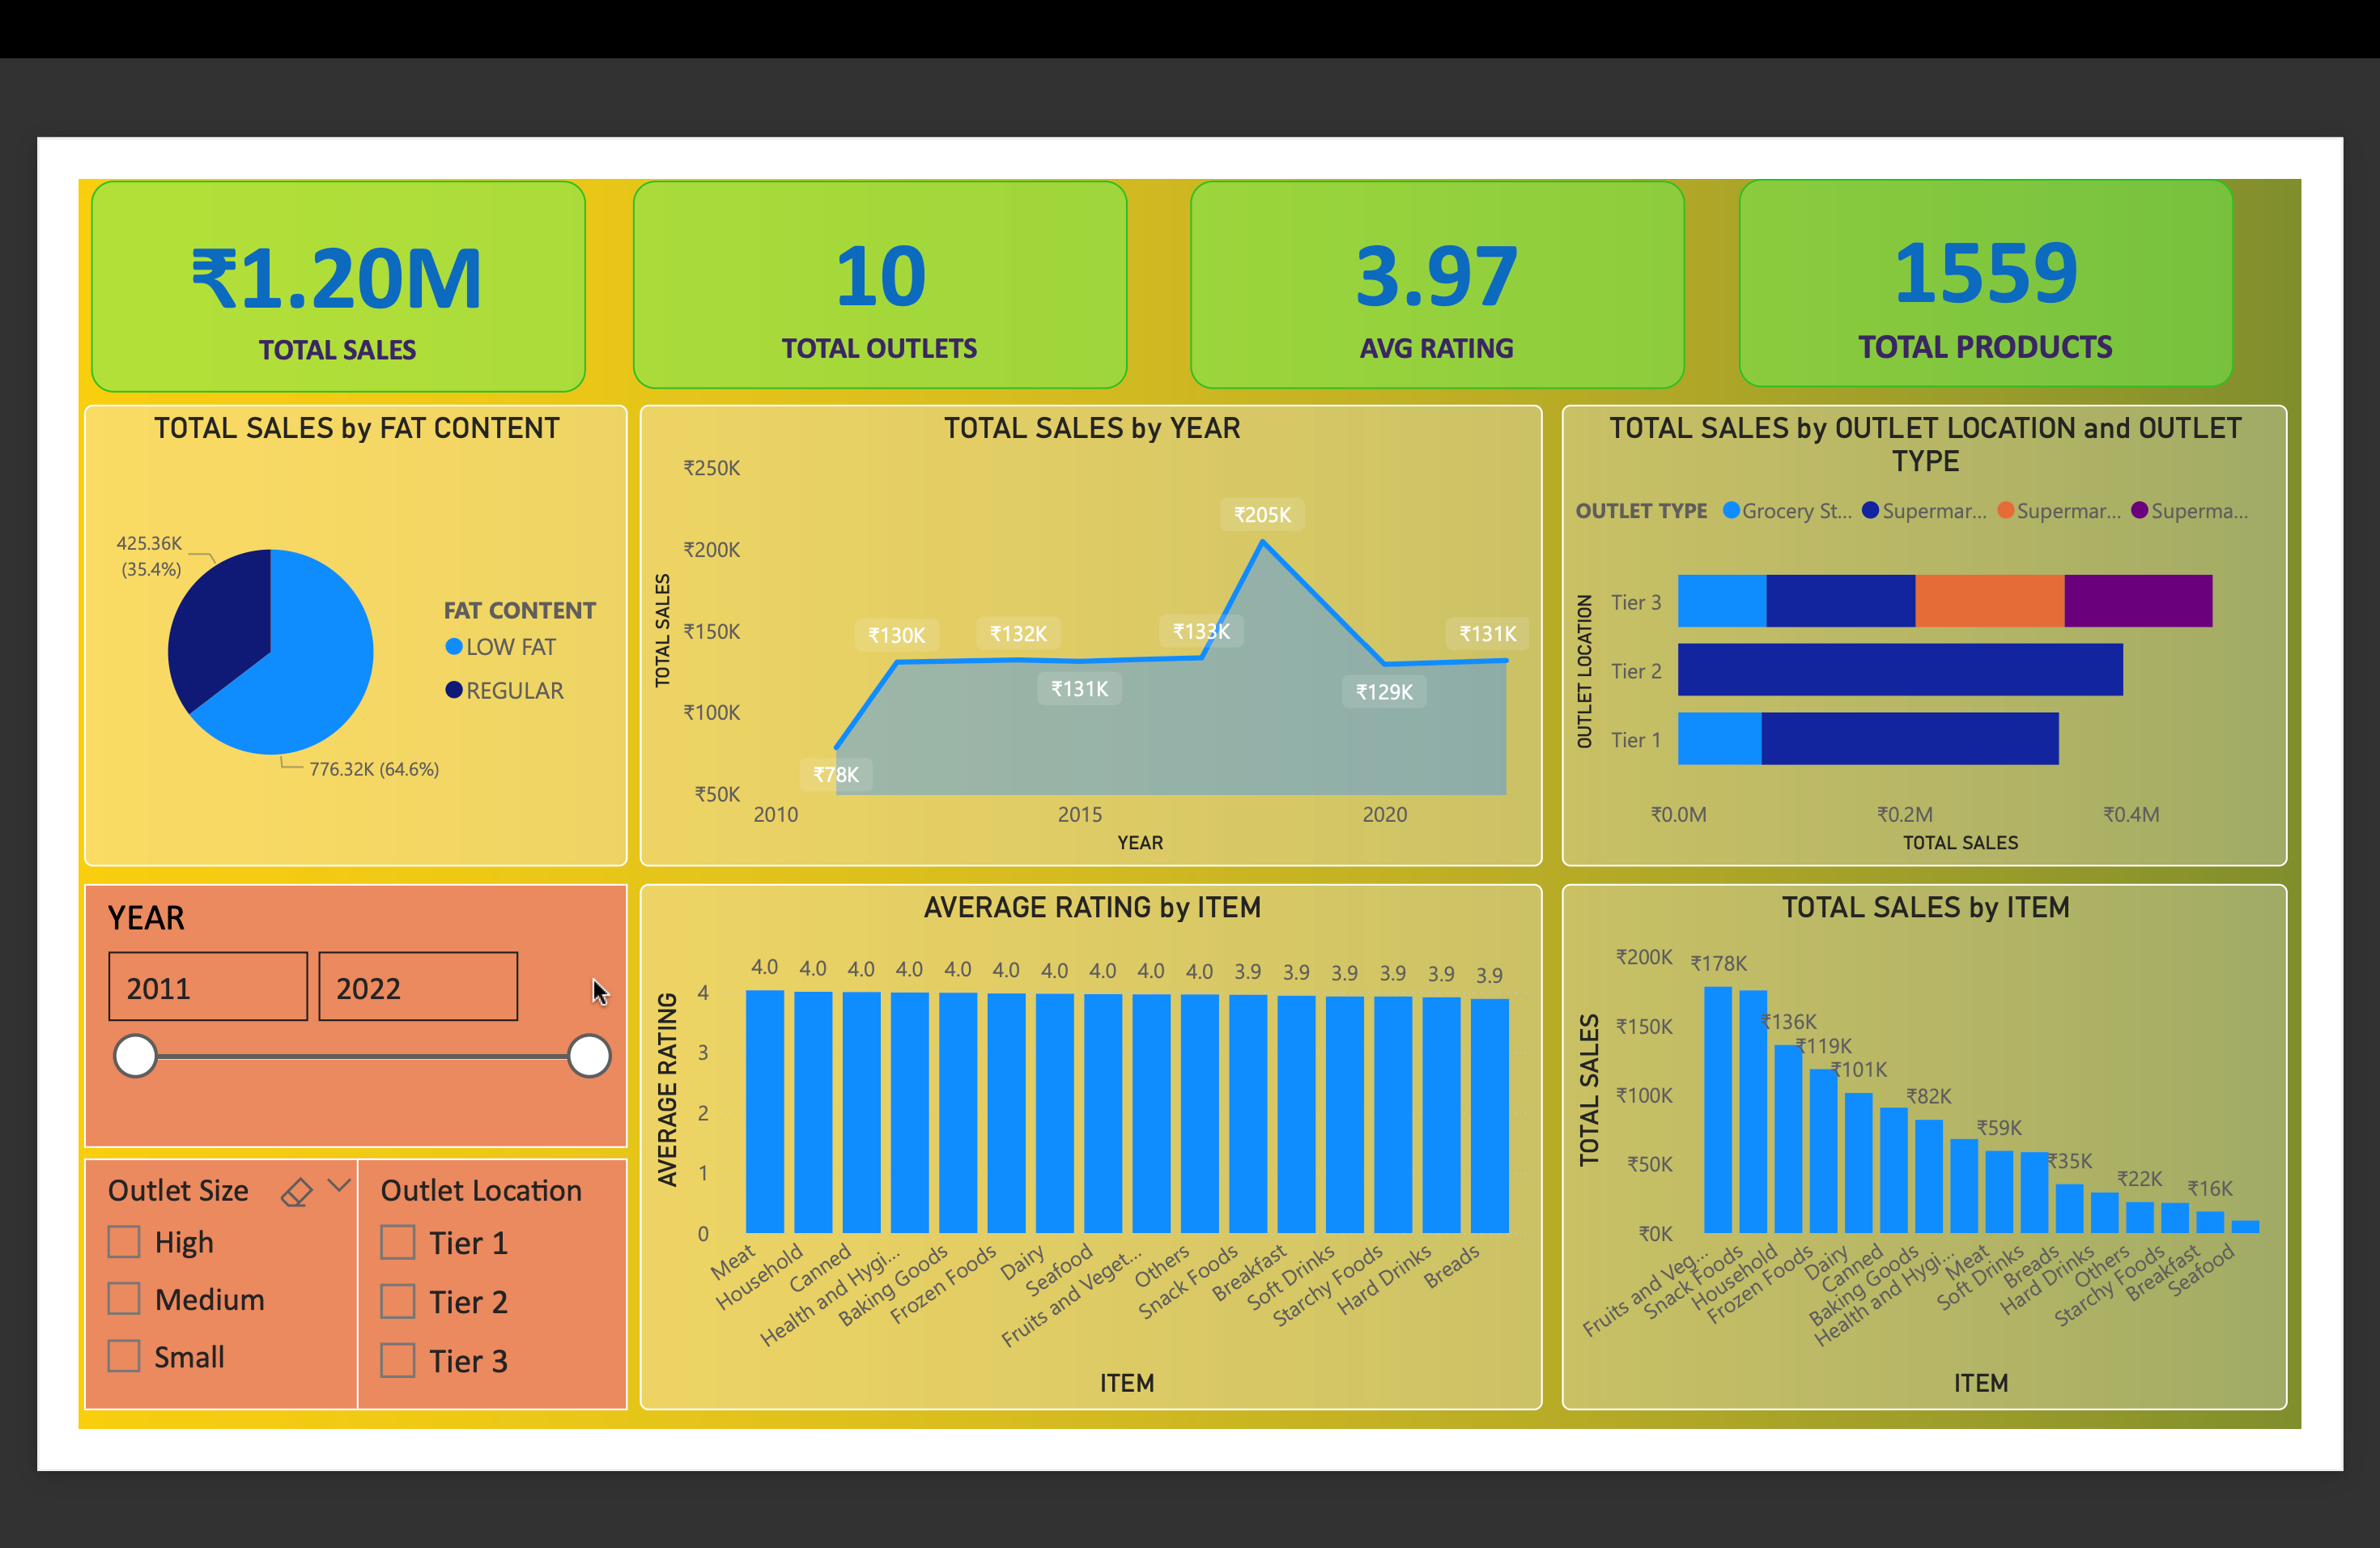 ₹1.20M
TOTAL SALES
10
TOTAL OUTLETS
3.97
AVG RATING
1559
TOTAL PRODUCTS
TOTAL SALES by FAT CONTENT
425.36K
(35.4%)
776.32K (64.6%)
FAT CONTENT
LOW FAT
REGULAR
TOTAL SALES by YEAR
TOTAL SALES
₹250K
₹200K
₹150K
₹100K
₹50K
₹78K
₹130K
₹132K
₹131K
₹133K
₹205K
₹129K
₹131K
2010
2015
2020
YEAR
TOTAL SALES by OUTLET LOCATION and OUTLET
TYPE
OUTLET TYPE
Grocery St...
Supermar...
Supermar...
Superma...
OUTLET LOCATION
Tier 3
Tier 2
Tier 1
₹0.0M
₹0.2M
₹0.4M
TOTAL SALES
YEAR
2011
2022
Outlet Size
High
Medium
Small
Outlet Location
Tier 1
Tier 2
Tier 3
AVERAGE RATING by ITEM
AVERAGE RATING
4
3
2
1
0
4.0
4.0
4.0
4.0
4.0
4.0
4.0
4.0
4.0
4.0
3.9
3.9
3.9
3.9
3.9
3.9
Meat
Household
Canned
Health and Hygi...
Baking Goods
Frozen Foods
Dairy
Seafood
Fruits and Veget...
Others
Snack Foods
Breakfast
Soft Drinks
Starchy Foods
Hard Drinks
Breads
ITEM
TOTAL SALES by ITEM
TOTAL SALES
₹200K
₹150K
₹100K
₹50K
₹0K
₹178K
₹136K
₹119K
₹101K
₹82K
₹59K
₹35K
₹22K
₹16K
Fruits and Veg...
Snack Foods
Household
Frozen Foods
Dairy
Canned
Baking Goods
Health and Hygi...
Meat
Soft Drinks
Breads
Hard Drinks
Others
Starchy Foods
Breakfast
Seafood
ITEM